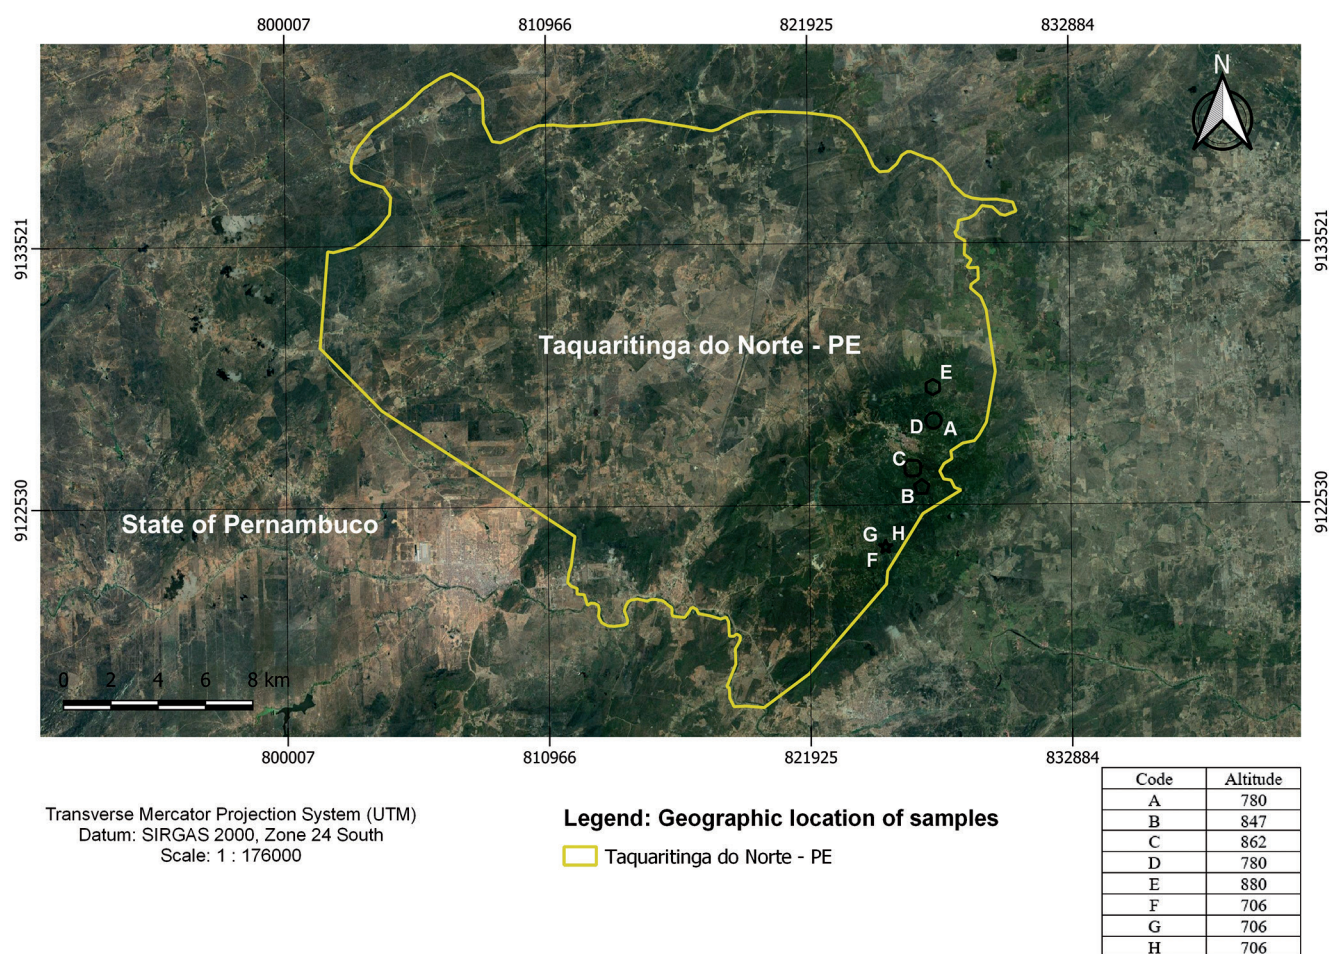 800007 810966 821925 832884
N
9133521 9133521
Taquaritinga do Norte - PE
E
D A
C
B
9122530 9122530
State of Pernambuco
G H
F
0 2 4 6 8 km
800007 810966 821925 832884
Transverse Mercator Projection System (UTM)
Datum: SIRGAS 2000, Zone 24 South
Scale: 1 : 176000
Legend: Geographic location of samples
Taquaritinga do Norte - PE
Code Altitude
A 780
B 847
C 862
D 780
E 880
F 706
G 706
H 706